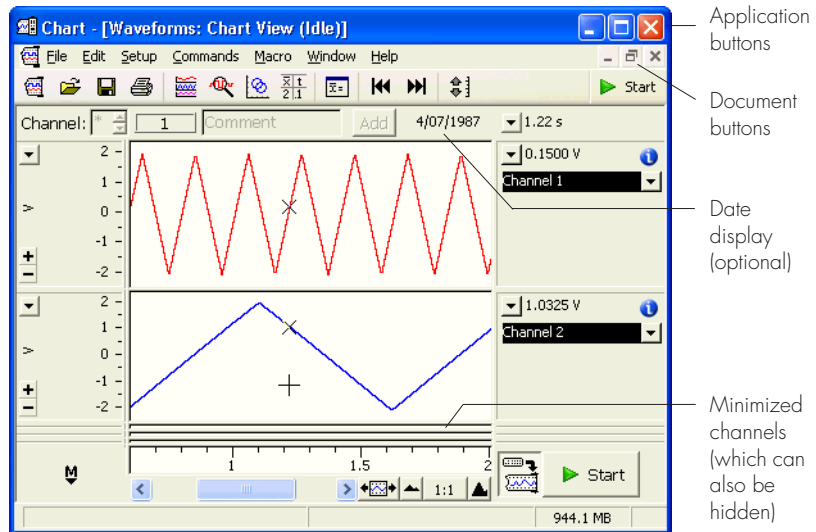 Chart - [Waveforms: Chart View (Idle)]
File Edit Setup Commands Macro Window Help
Start
Channel: * 1 Comment Add 4/07/1987 1.22 s
2
1
0
-1
-2
V
+
-
0.1500 V
Channel 1
2
1
0
-1
-2
V
+
-
1.0325 V
Channel 2
M
1 1.5 2
1:1
Start
944.1 MB
Application
buttons
Document
buttons
Date
display
(optional)
Minimized
channels
(which can
also be
hidden)